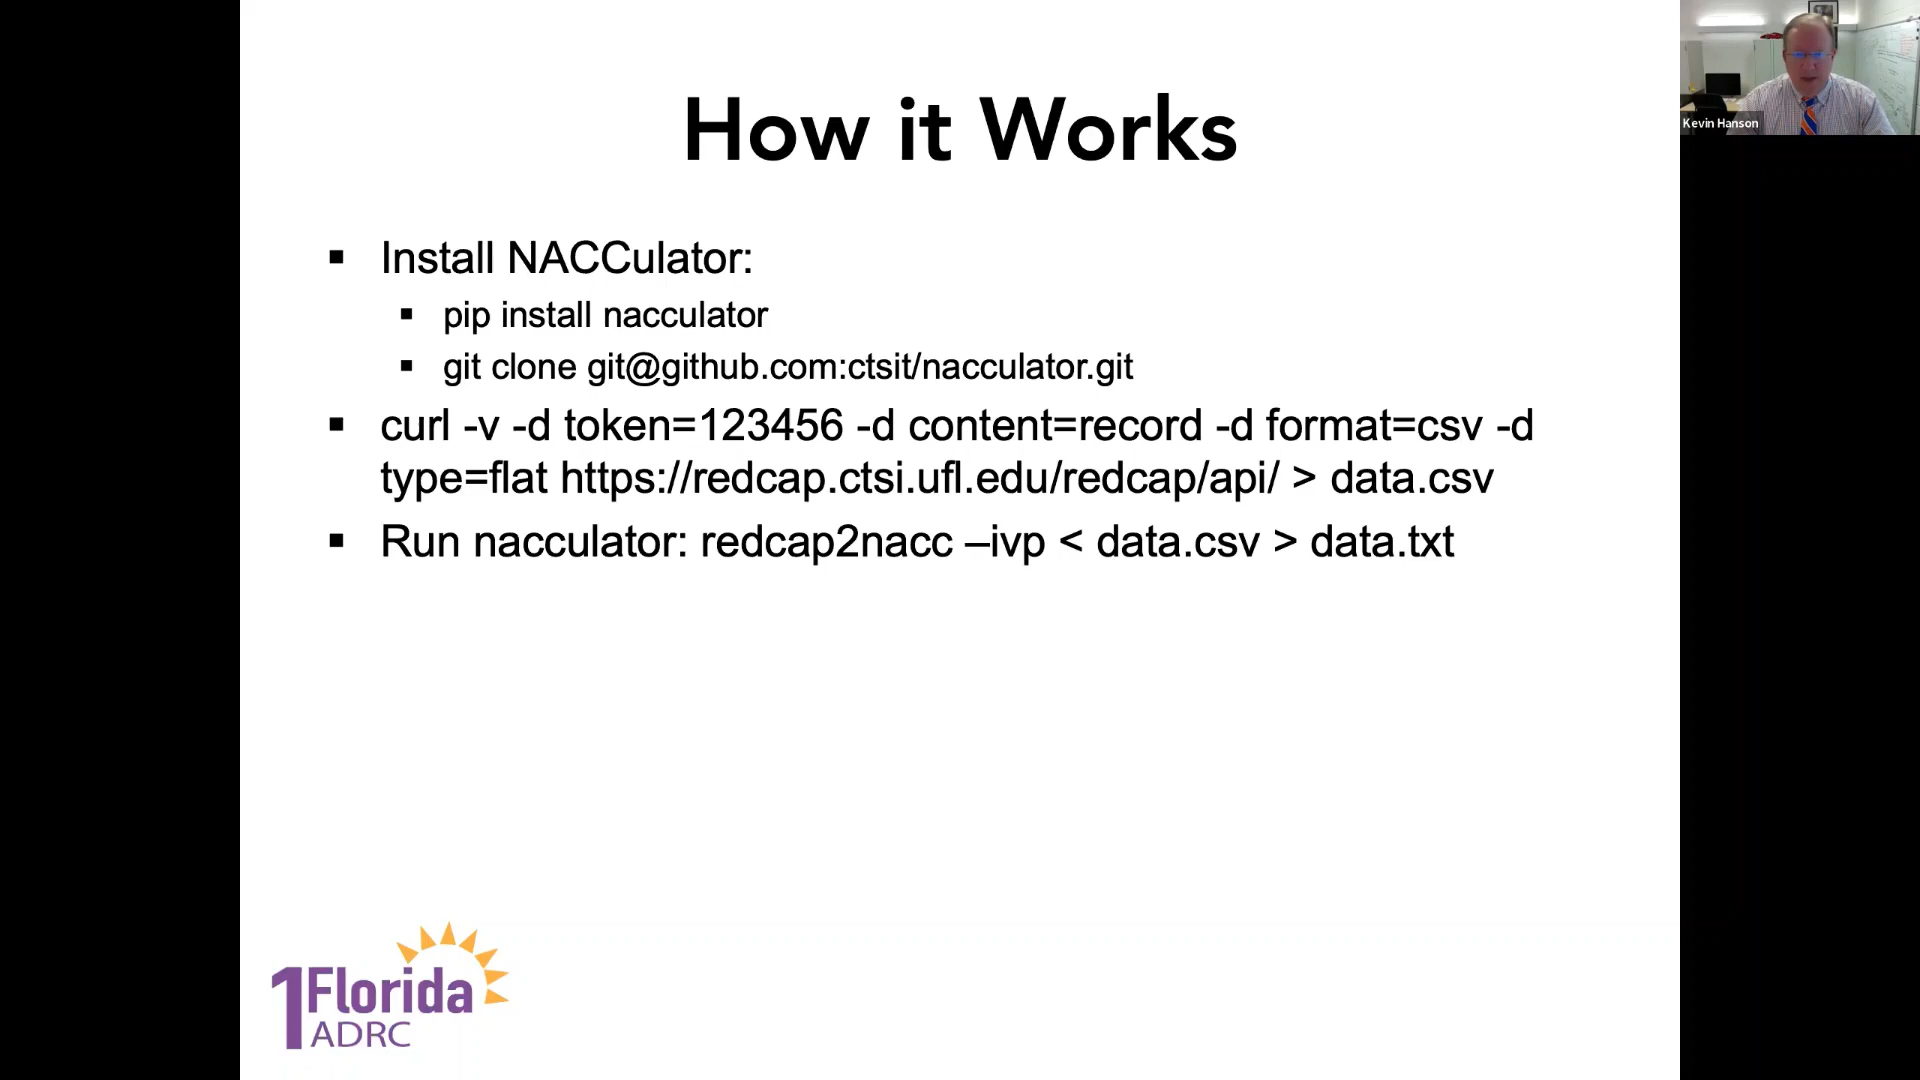 How it Works
Kevin Hanson
▪ Install NACCulator:
▪ pip install nacculator
▪ git clone git@github.com:ctsit/nacculator.git
▪ curl -v -d token=123456 -d content=record -d format=csv -d
type=flat https://redcap.ctsi.ufl.edu/redcap/api/ > data.csv
▪ Run nacculator: redcap2nacc –ivp < data.csv > data.txt
1Florida
ADRC